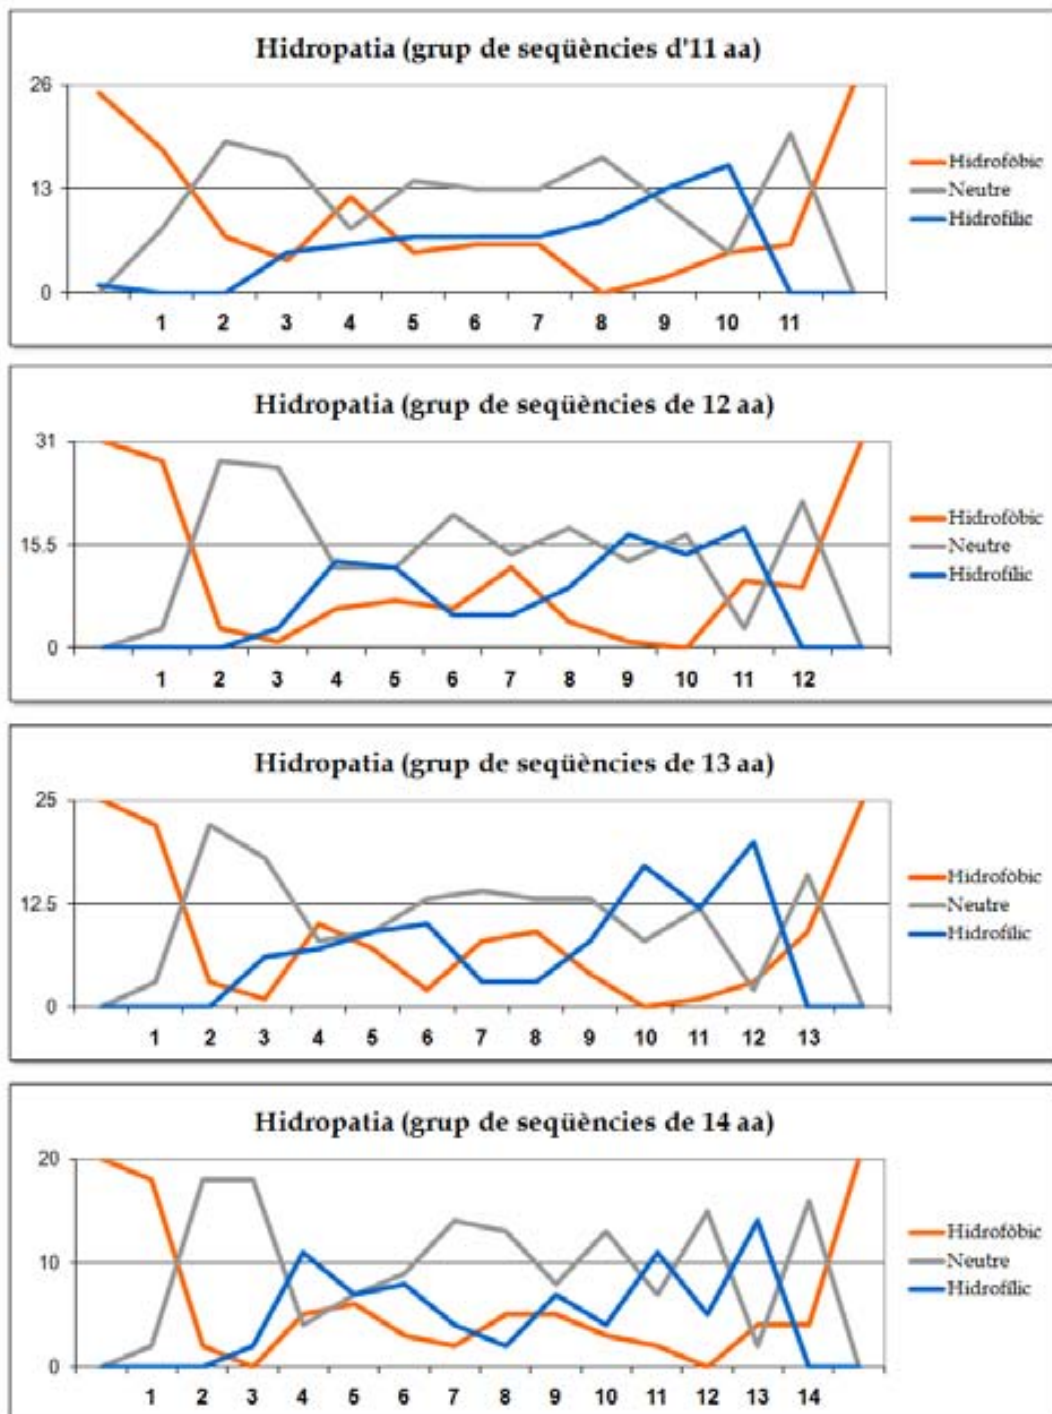 Hidropatia (grup de seqüències d'11 aa)
26
13
0
1 2 3 4 5 6 7 8 9 10 11
Hidrofòbic
Neutre
Hidrofílic
Hidropatia (grup de seqüències de 12 aa)
31
15.5
0
1 2 3 4 5 6 7 8 9 10 11 12
Hidrofòbic
Neutre
Hidrofílic
Hidropatia (grup de seqüències de 13 aa)
25
12.5
0
1 2 3 4 5 6 7 8 9 10 11 12 13
Hidrofòbic
Neutre
Hidrofílic
Hidropatia (grup de seqüències de 14 aa)
20
10
0
1 2 3 4 5 6 7 8 9 10 11 12 13 14
Hidrofòbic
Neutre
Hidrofílic